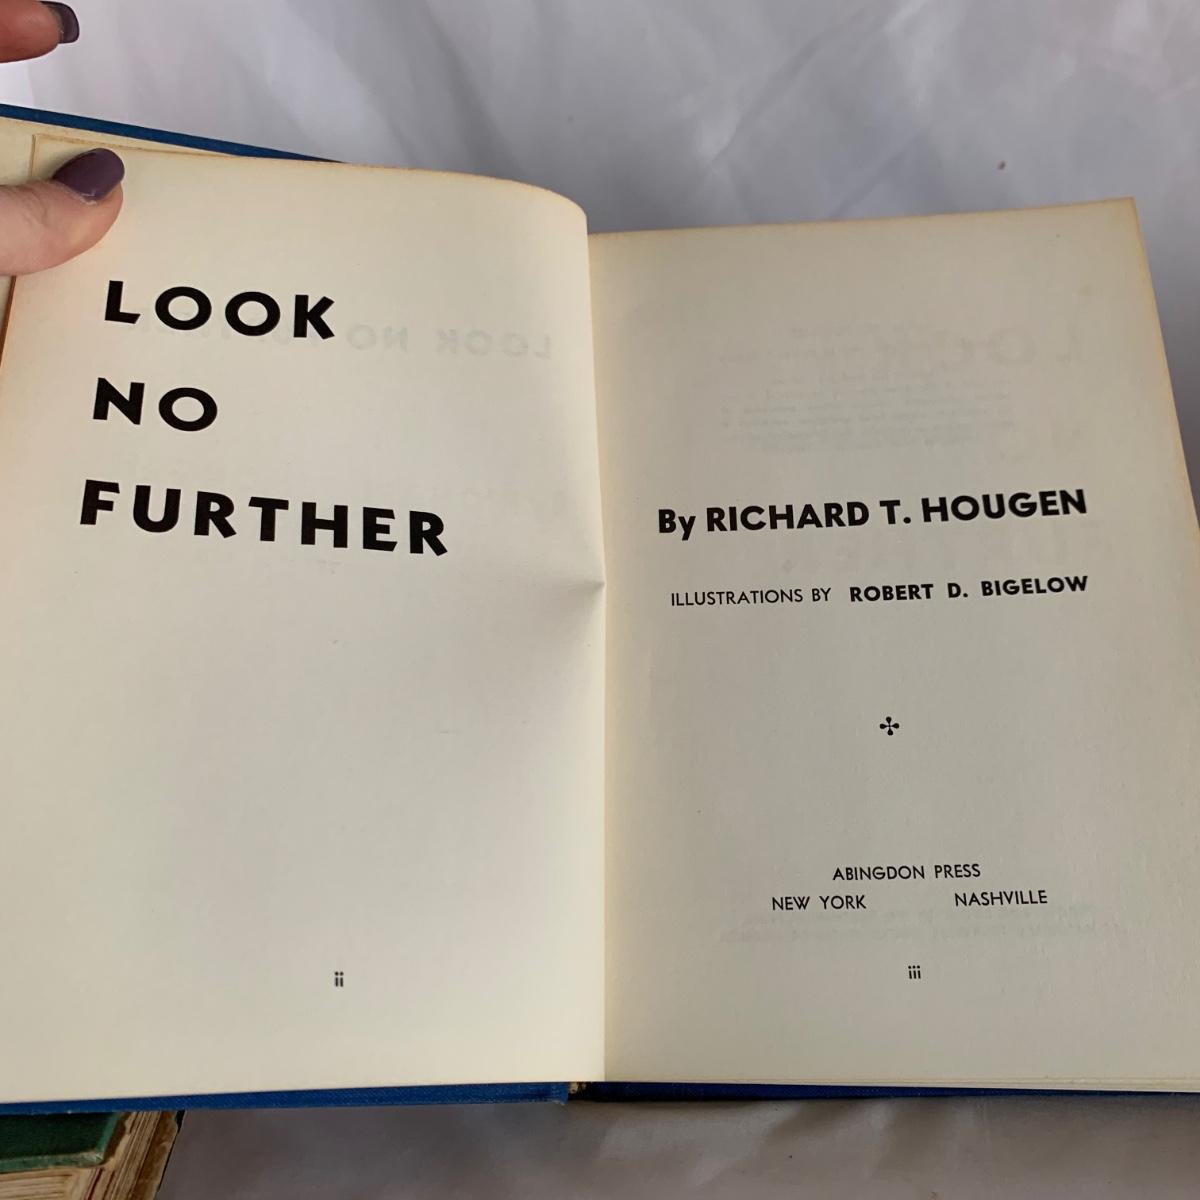 LOOK
NO
FURTHER
ii
By RICHARD T. HOUGEN
ILLUSTRATIONS BY ROBERT D. BIGELOW
ABINGDON PRESS
NEW YORK NASHVILLE
iii